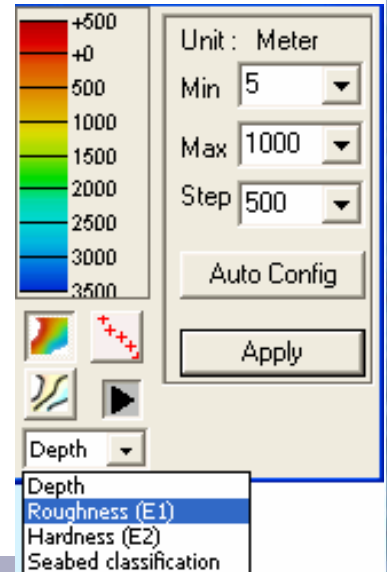 +500
+0
500
1000
1500
2000
2500
3000
3500
Unit : Meter
Min 5
Max 1000
Step 500
Auto Config
Apply
Depth
Depth
Roughness (E1)
Hardness (E2)
Seabed classification